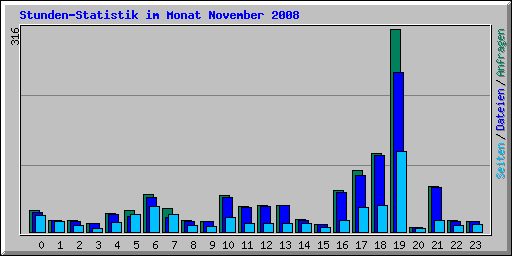 Stunden-Statistik im Monat November 2008
316
Seiten/Dateien/Anfragen
0 1 2 3 4 5 6 7 8 9 10 11 12 13 14 15 16 17 18 19 20 21 22 23